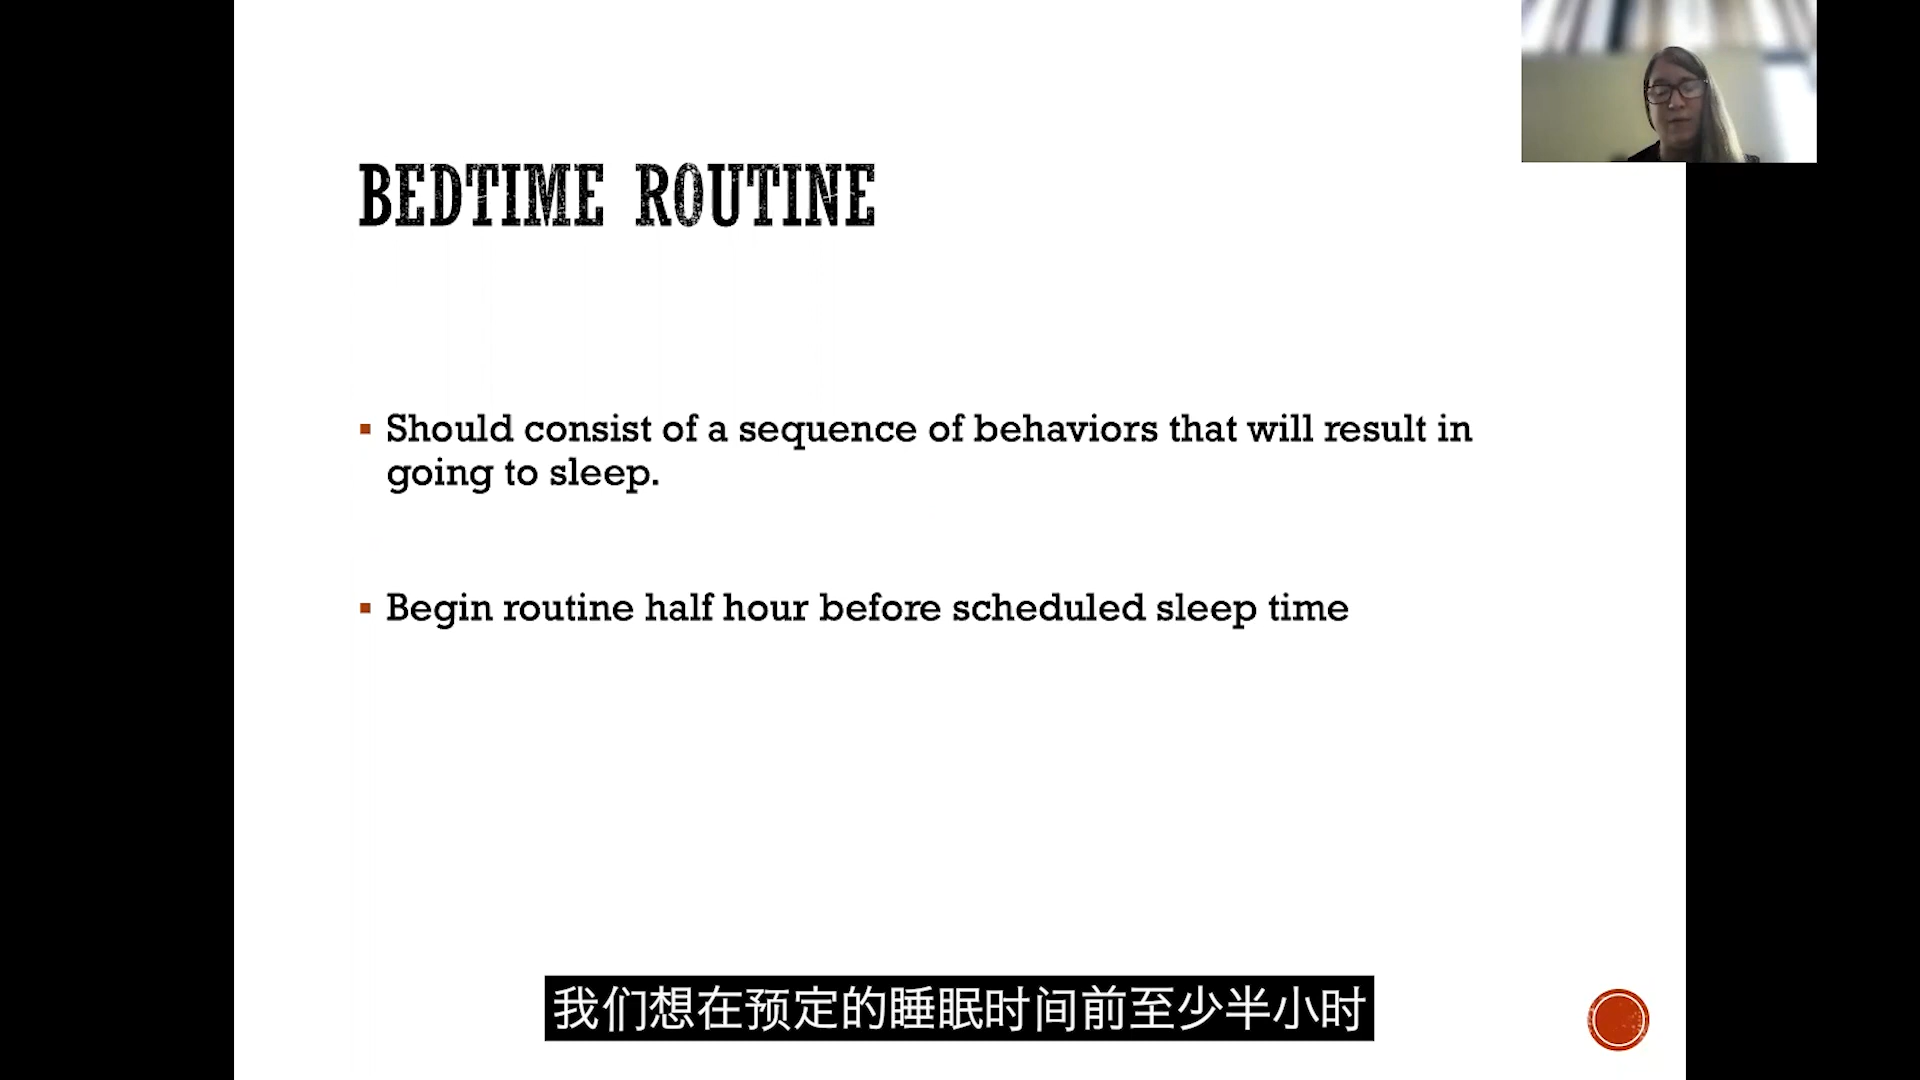 BEDTIME ROUTINE
Should consist of a sequence of behaviors that will result in
going to sleep.
Begin routine half hour before scheduled sleep time
我们想在预定的睡眠时间前至少半小时